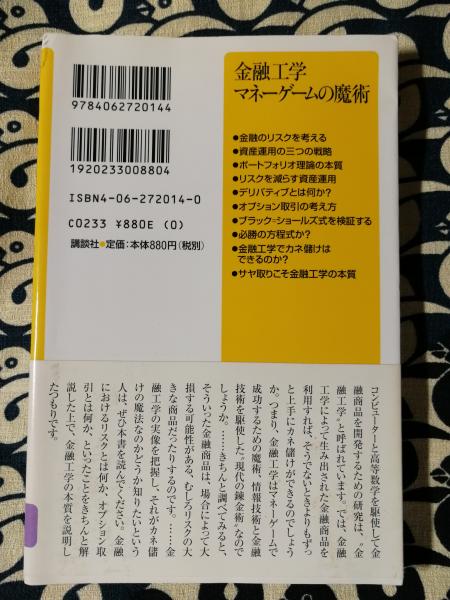 9784062720144
1920233008804
ISBN4-06-272014-0
C0233 ¥880E (0)
講談社●定価:本体880円(税別)
金融工学
マネーゲームの魔術
●金融のリスクを考える
●資産運用の三つの戦略
●ポートフォリオ理論の本質
●リスクを減らす資産運用
●デリバティブとは何か?
●オプション取引の考え方
●ブラック=ショールズ式を検証する
●必勝の方程式か?
●金融工学でカネ儲けは
できるのか?
●サヤ取りこそ金融工学の本質
コンピューターと高等数学を駆使して金
融商品を開発するための研究は、“金
融工学”と呼ばれています。では、金融
工学によって生み出された金融商品を
利用すれば、そうでないときよりもずっ
と上手にカネ儲けができるのでしょう
か。つまり、金融工学はマネーゲームで
成功するための魔術、情報技術と金融
技術を駆使した“現代の錬金術”なので
しょうか。……きちんと調べてみると、
そういった金融商品は、場合によって大
損する可能性がある、むしろリスクの大
きな商品だったりするのです。……金
融工学の実像を把握し、それがカネ儲
けの魔法なのかどうか知りたいという
人は、ぜひ本書を読んでください。金融
におけるリスクとは何か、オプション取
引とは何か、といったことをきちんと解
説した上で、金融工学の本質を説明し
たつもりです。